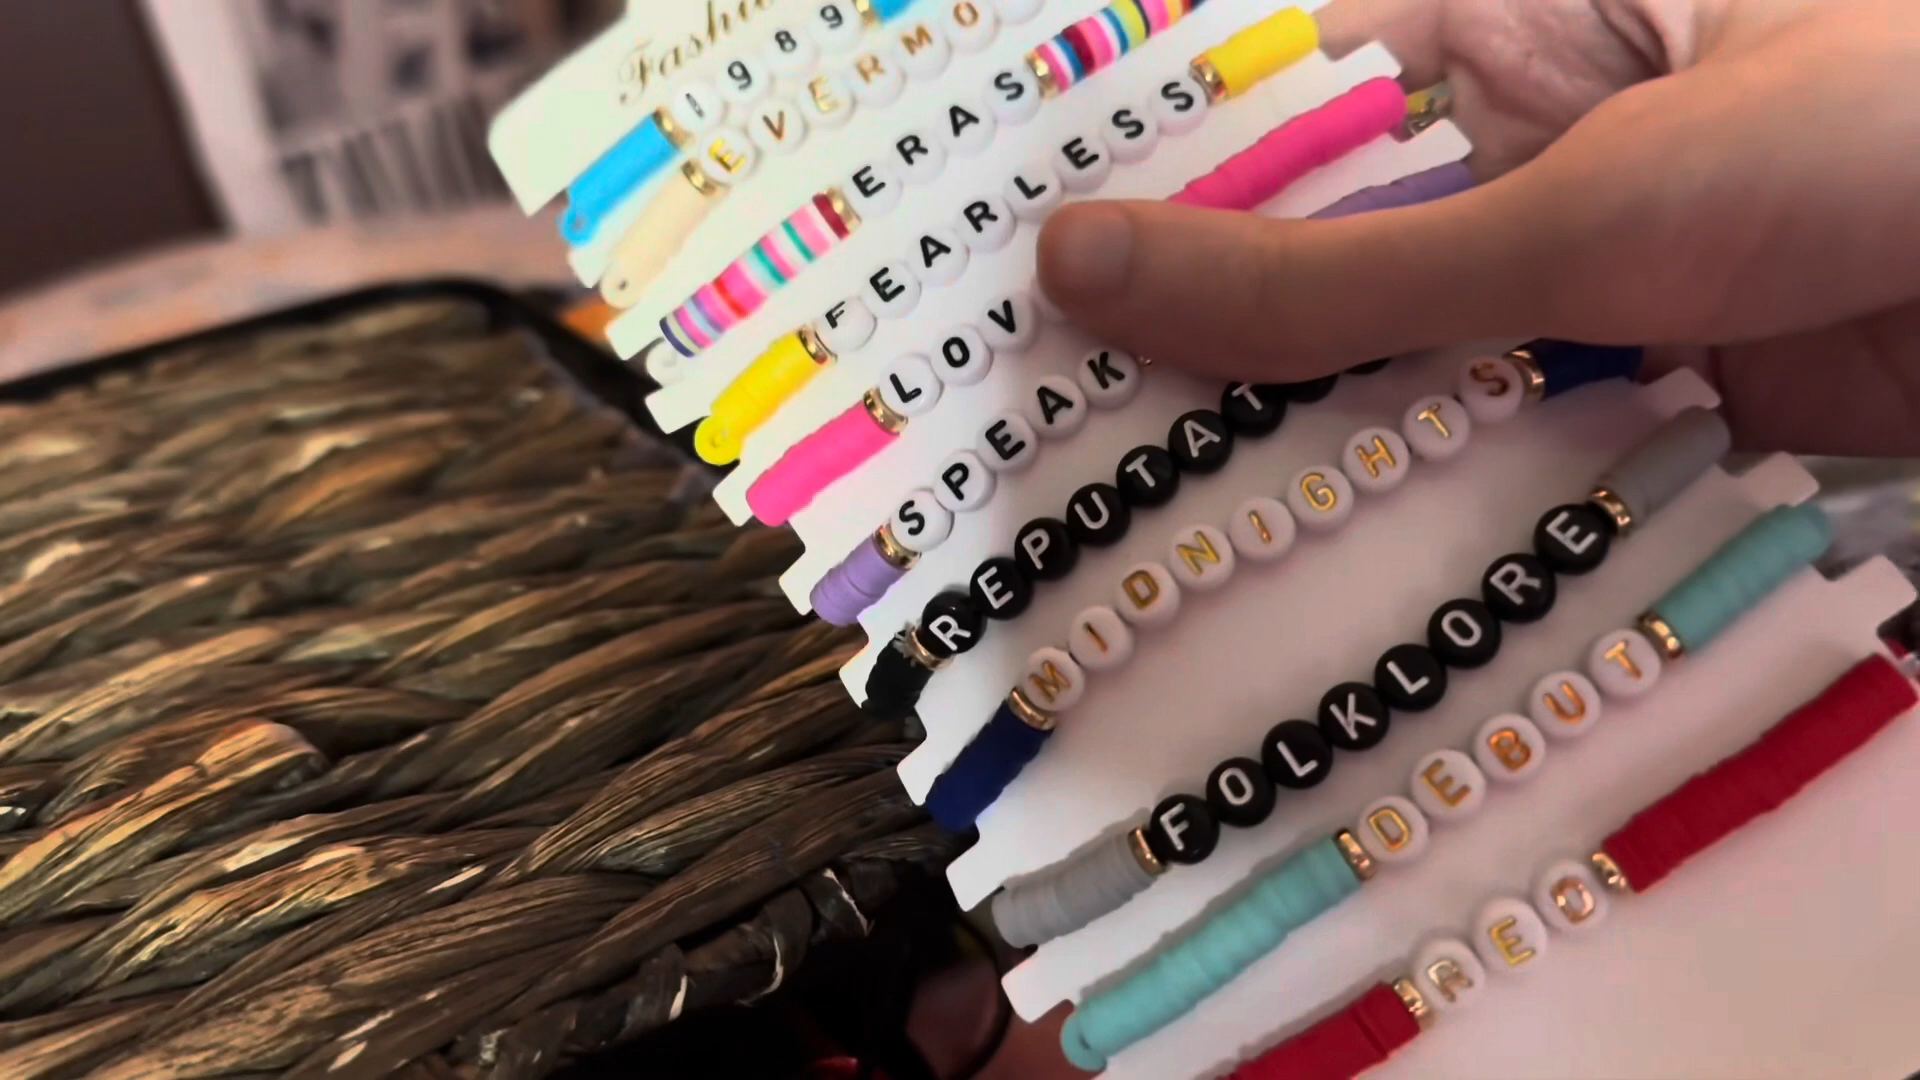 Fashi
1989
EVERMO
ERAS
FEARLESS
LOV
SPEAK
REPUTAT
MIDNIGHTS
FOLKLORE
DEBUT
RED